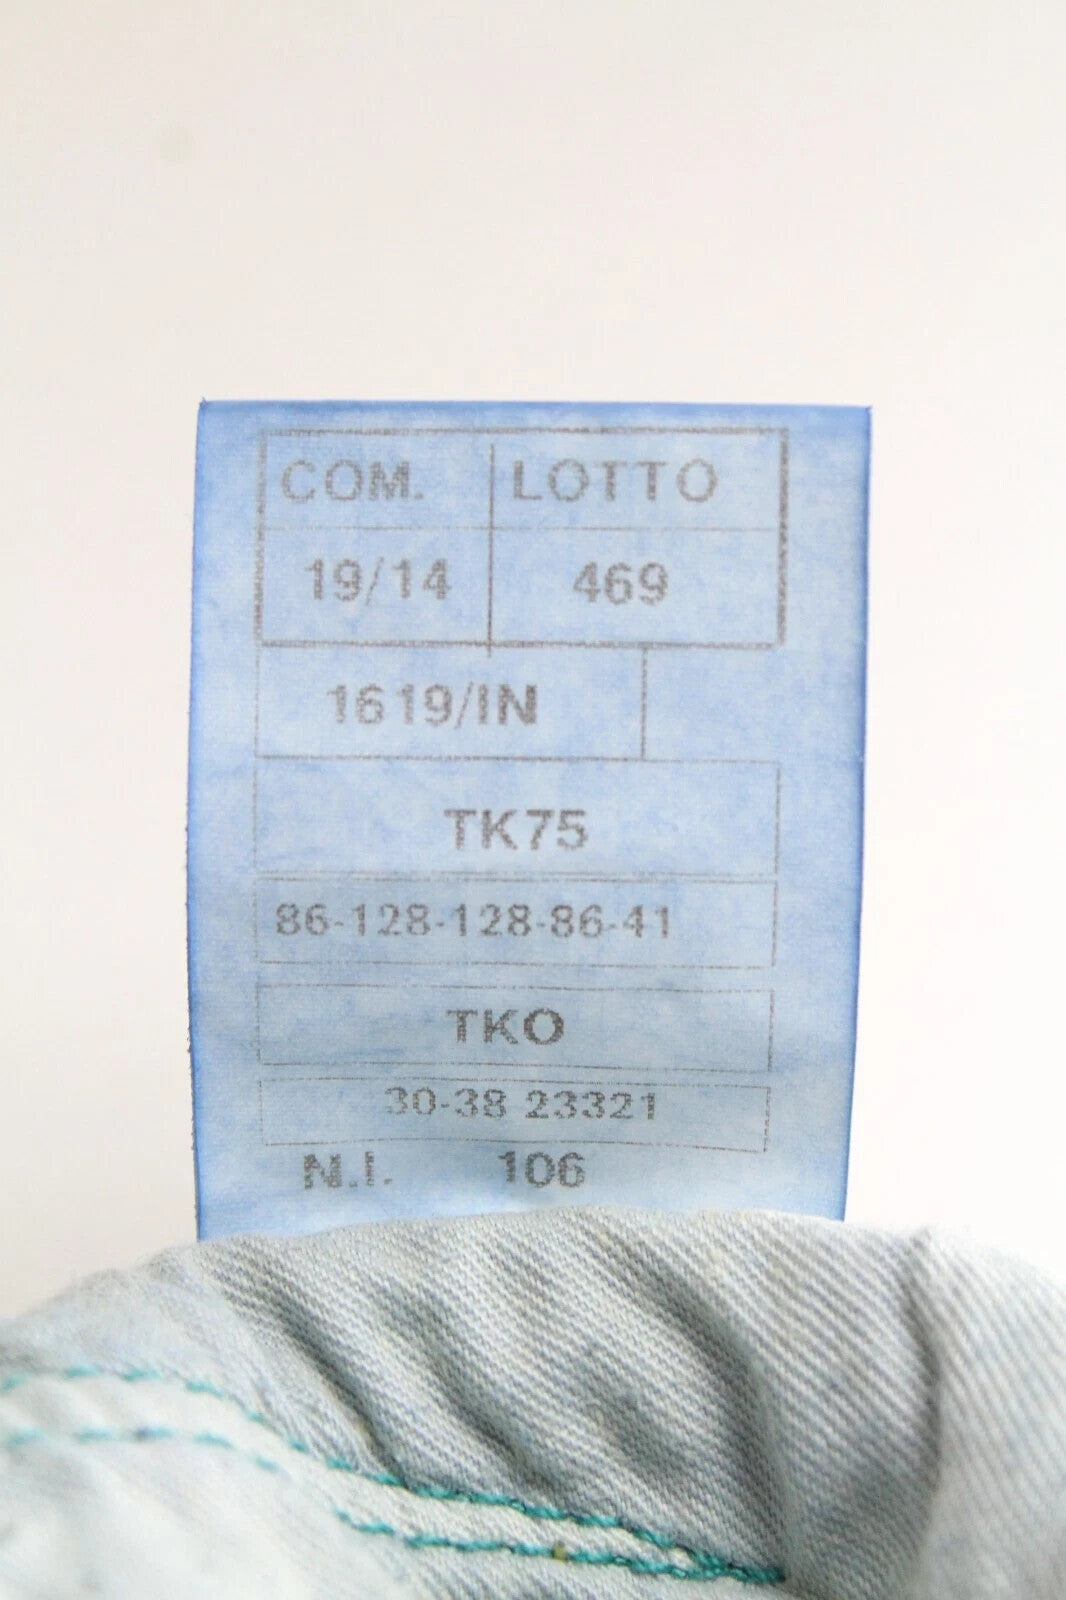 COM. LOTTO
19/14 469
1619/IN
TK75
86-128-128-86-41
TKO
30-38 23321
N.I. 106